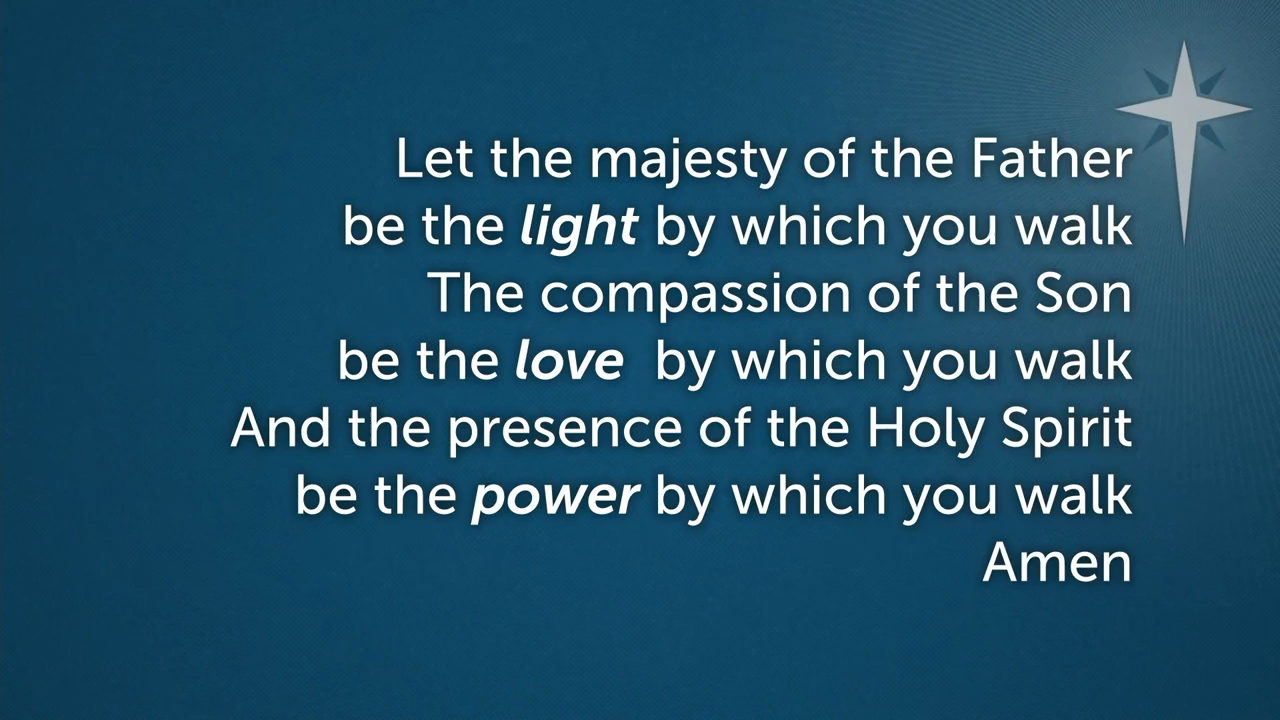 Let the majesty of the Father
be the light by which you walk
The compassion of the Son
be the love by which you walk
And the presence of the Holy Spirit
be the power by which you walk
Amen